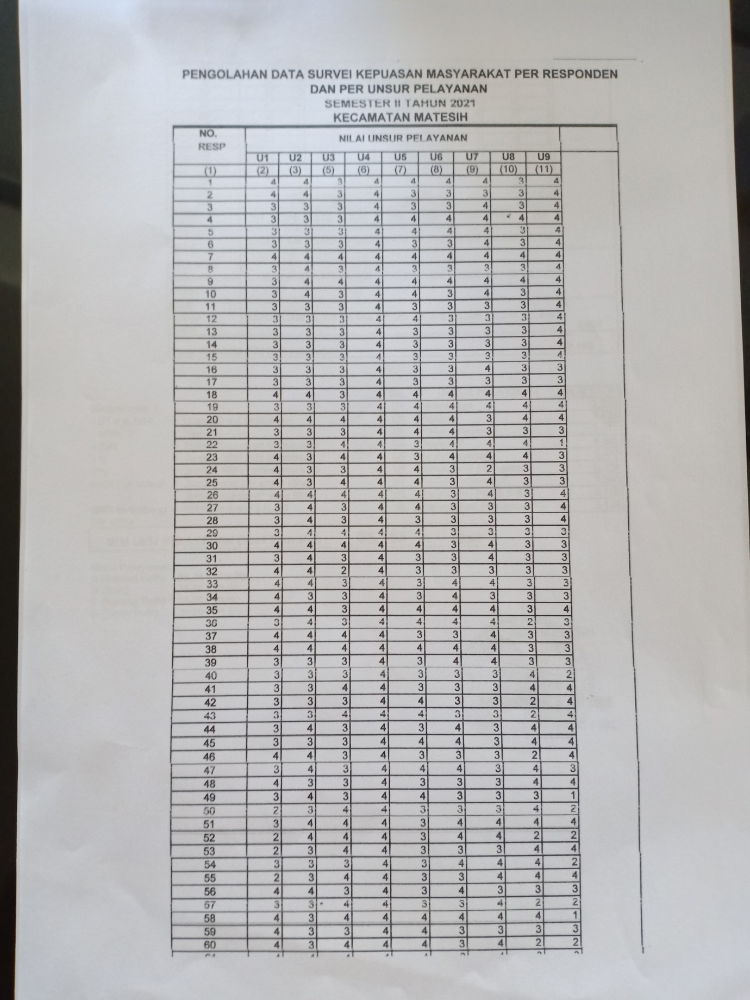 PENGOLAHAN DATA SURVEI KEPUASAN MASYARAKAT PER RESPONDEN
DAN PER UNSUR PELAYANAN
SEMESTER II TAHUN 2021
KECAMATAN MATESIH
NO. RESP NILAI UNSUR PELAYANAN
U1 U2 U3 U4 U5 U6 U7 U8 U9
(1) (2) (3) (5) (6) (7) (8) (9) (10) (11)
1 4 4 3 4 4 4 4 3 4
2 4 4 3 4 3 3 3 3 4
3 3 3 3 4 3 3 4 3 4
4 3 3 3 4 4 4 4 4 4
5 3 3 3 4 4 4 4 3 4
6 3 3 3 4 3 3 4 3 4
7 4 4 4 4 4 4 4 4 4
8 3 4 3 4 3 3 3 3 4
9 3 4 4 4 4 4 4 4 4
10 3 4 3 4 4 3 4 3 4
11 3 3 3 4 3 3 3 3 4
12 3 3 3 4 4 3 3 3 4
13 3 3 3 4 3 3 3 3 4
14 3 3 3 4 3 3 3 3 4
15 3 3 3 4 3 3 3 3 4
16 3 3 3 4 3 3 4 3 3
17 3 3 3 4 3 3 3 3 3
18 4 4 3 4 4 4 4 4 4
19 3 3 3 4 4 4 4 4 4
20 4 4 4 4 4 4 3 4 4
21 3 3 3 4 4 4 3 3 3
22 3 3 4 4 3 4 4 4 1
23 4 3 4 4 3 4 4 4 3
24 4 3 3 4 4 3 2 3 3
25 4 3 4 4 4 3 4 3 3
26 4 4 4 4 4 3 4 3 4
27 3 4 3 4 4 3 3 3 4
28 3 4 3 4 3 3 3 3 4
29 3 4 4 4 4 3 3 3 3
30 4 4 4 4 4 3 4 3 3
31 3 4 3 4 3 3 4 3 3
32 4 4 2 4 3 3 3 3 3
33 4 4 3 4 3 4 4 3 3
34 4 3 3 4 3 4 3 3 3
35 4 4 3 4 4 4 4 3 4
36 3 4 3 4 4 4 4 2 3
37 4 4 4 4 3 3 4 3 3
38 4 4 4 4 4 4 4 3 3
39 3 3 3 4 3 4 4 3 3
40 3 3 3 4 3 3 3 4 2
41 3 3 4 4 3 3 3 4 4
42 3 3 3 4 4 3 3 2 4
43 3 3 4 4 4 3 3 2 4
44 3 4 3 4 3 4 3 4 4
45 3 3 3 4 4 4 3 4 4
46 4 4 3 4 3 3 3 2 4
47 3 4 3 4 4 4 3 4 3
48 4 3 3 4 3 3 3 4 4
49 3 4 3 4 4 3 3 3 1
50 2 3 4 4 3 3 3 4 2
51 3 4 4 4 3 4 4 4 4
52 2 4 4 4 3 4 4 2 2
53 2 3 4 4 3 3 3 4 4
54 3 3 3 4 3 4 4 4 2
55 2 3 4 4 3 3 4 4 4
56 4 4 3 4 3 4 3 3 3
57 3 3 4 4 3 3 4 2 2
58 4 3 4 4 4 4 4 4 1
59 4 3 3 4 4 3 3 3 3
60 4 3 4 4 4 3 4 2 2